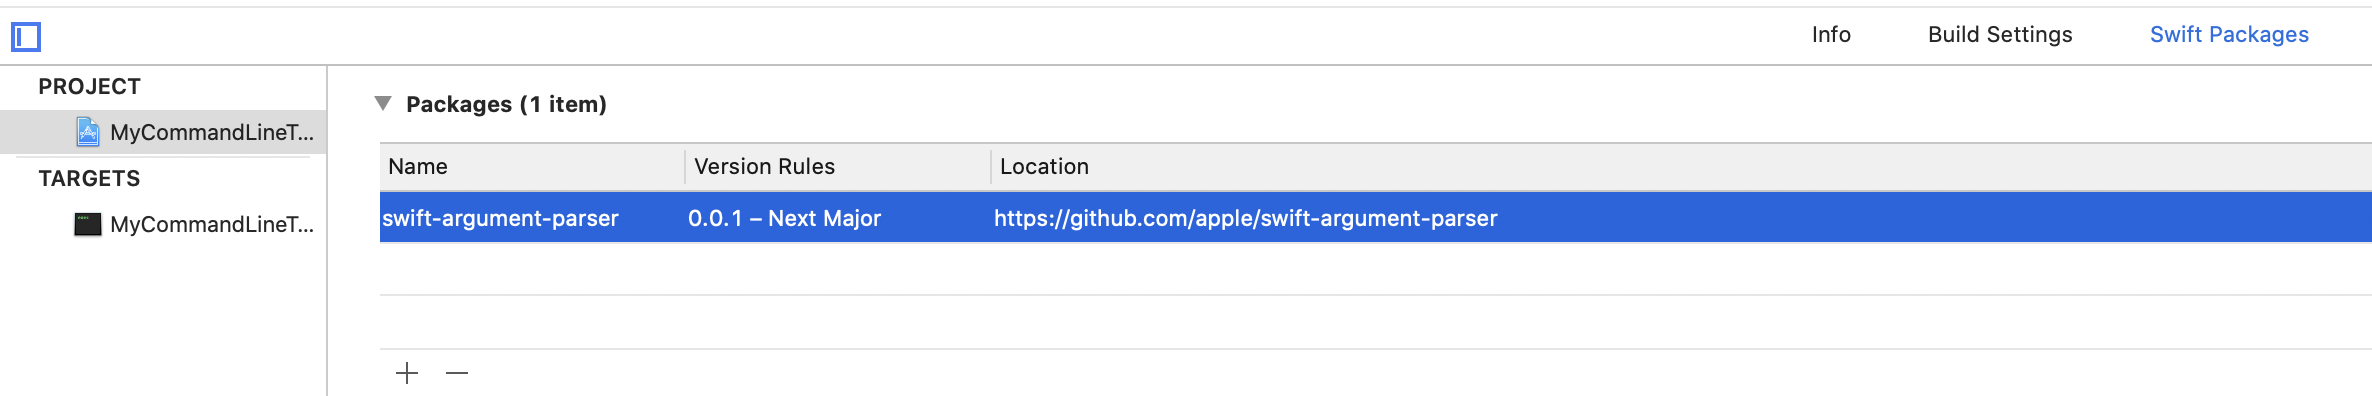 Info Build Settings Swift Packages
PROJECT
MyCommandLineT...
TARGETS
MyCommandLineT...
Packages (1 item)
Name Version Rules Location
swift-argument-parser 0.0.1 – Next Major https://github.com/apple/swift-argument-parser